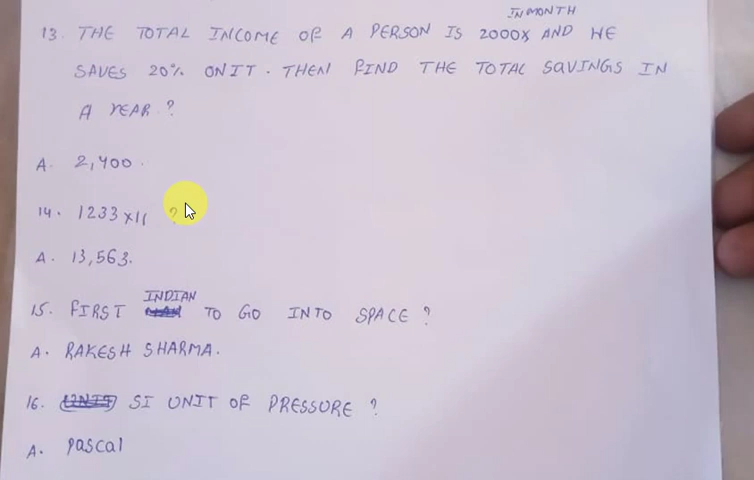 IN MONTH
13. THE TOTAL INCOME OF A PERSON IS 2000x AND HE
SAVES 20% ON IT. THEN FIND THE TOTAL SAVINGS IN
A YEAR ?
A. 2,400.
14. 1233 x 11 ?
A. 13,563.
INDIAN
15. FIRST TO GO INTO SPACE ?
A. RAKESH SHARMA.
16. SI UNIT OF PRESSURE ?
A. Pascal